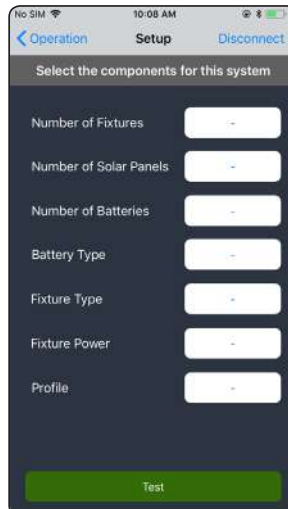 No SIM 10:08 AM
Operation Setup Disconnect
Select the components for this system
Number of Fixtures -
Number of Solar Panels -
Number of Batteries -
Battery Type -
Fixture Type -
Fixture Power -
Profile -
Test